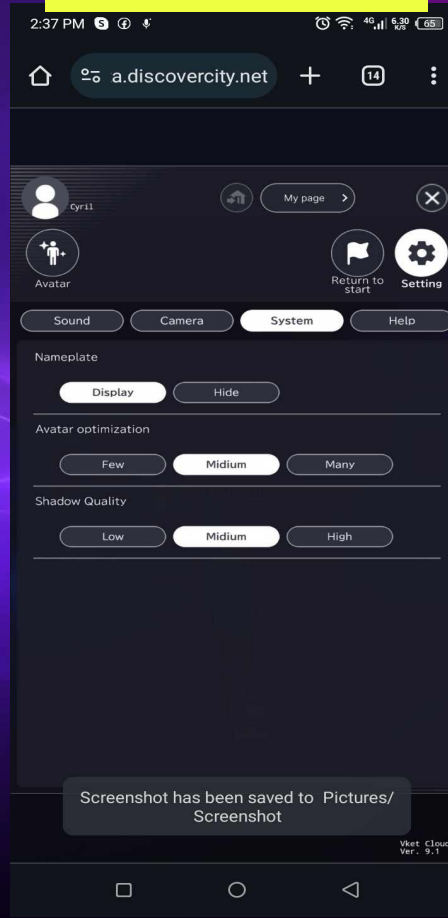 2:37 PM 4G 6.30 K/S 65
a.discovercity.net 14
Cyril My page
Avatar Return to start Setting
Sound Camera System Help
Nameplate
Display Hide
Avatar optimization
Few Midium Many
Shadow Quality
Low Midium High
Screenshot has been saved to Pictures/
Screenshot
Vket Cloud
Ver. 9.1